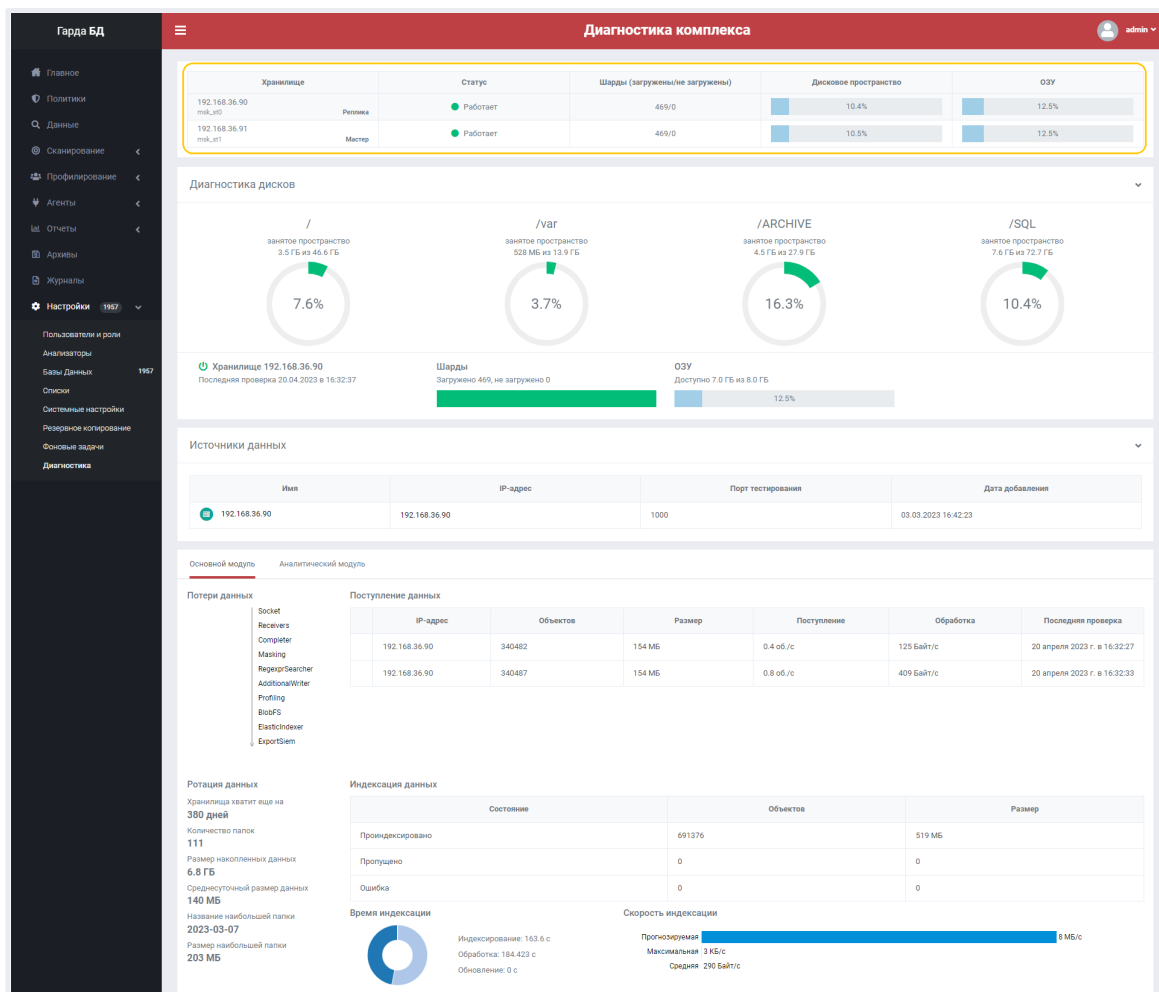 Гарда БД
Диагностика комплекса
admin
Главное
Политики
Данные
Сканирование
Профилирование
Агенты
Отчеты
Архивы
Журналы
Настройки 1957
Пользователи и роли
Анализаторы
Базы Данных 1957
Списки
Системные настройки
Резервное копирование
Фоновые задачи
Диагностика
Хранилище Статус Шарды (загружены/не загружены) Дисковое пространство ОЗУ
192.168.36.90
msk_st0 Реплика Работает 469/0 10.4% 12.5%
192.168.36.91
msk_st1 Мастер Работает 469/0 10.5% 12.5%
Диагностика дисков
/ /var /ARCHIVE /SQL
занятое пространство занятое пространство занятое пространство занятое пространство
3.5 ГБ из 46.6 ГБ 528 МБ из 13.9 ГБ 4.5 ГБ из 27.9 ГБ 7.6 ГБ из 72.7 ГБ
7.6% 3.7% 16.3% 10.4%
Хранилище 192.168.36.90 Шарды ОЗУ
Последняя проверка 20.04.2023 в 16:32:37 Загружено 469, не загружено 0 Доступно 7.0 ГБ из 8.0 ГБ
12.5%
Источники данных
Имя IP-адрес Порт тестирования Дата добавления
192.168.36.90 192.168.36.90 1000 03.03.2023 16:42:23
Основной модуль Аналитический модуль
Потери данных
Socket
Receivers
Completer
Masking
RegexprSearcher
AdditionalWriter
Profiling
BlobFS
ElasticIndexer
ExportSiem
Поступление данных
IP-адрес Объектов Размер Поступление Обработка Последняя проверка
192.168.36.90 340482 154 МБ 0.4 об./с 125 Байт/с 20 апреля 2023 г. в 16:32:27
192.168.36.90 340487 154 МБ 0.8 об./с 409 Байт/с 20 апреля 2023 г. в 16:32:33
Ротация данных
Хранилища хватит еще на
380 дней
Количество папок
111
Размер накопленных данных
6.8 ГБ
Среднесуточный размер данных
140 МБ
Название наибольшей папки
2023-03-07
Размер наибольшей папки
203 МБ
Индексация данных
Состояние Объектов Размер
Проиндексировано 691376 519 МБ
Пропущено 0 0
Ошибка 0 0
Время индексации
Индексирование: 163.6 с
Обработка: 184.423 с
Обновление: 0 с
Скорость индексации
Прогнозируемая 8 МБ/с
Максимальная 3 КБ/с
Средняя 290 Байт/с